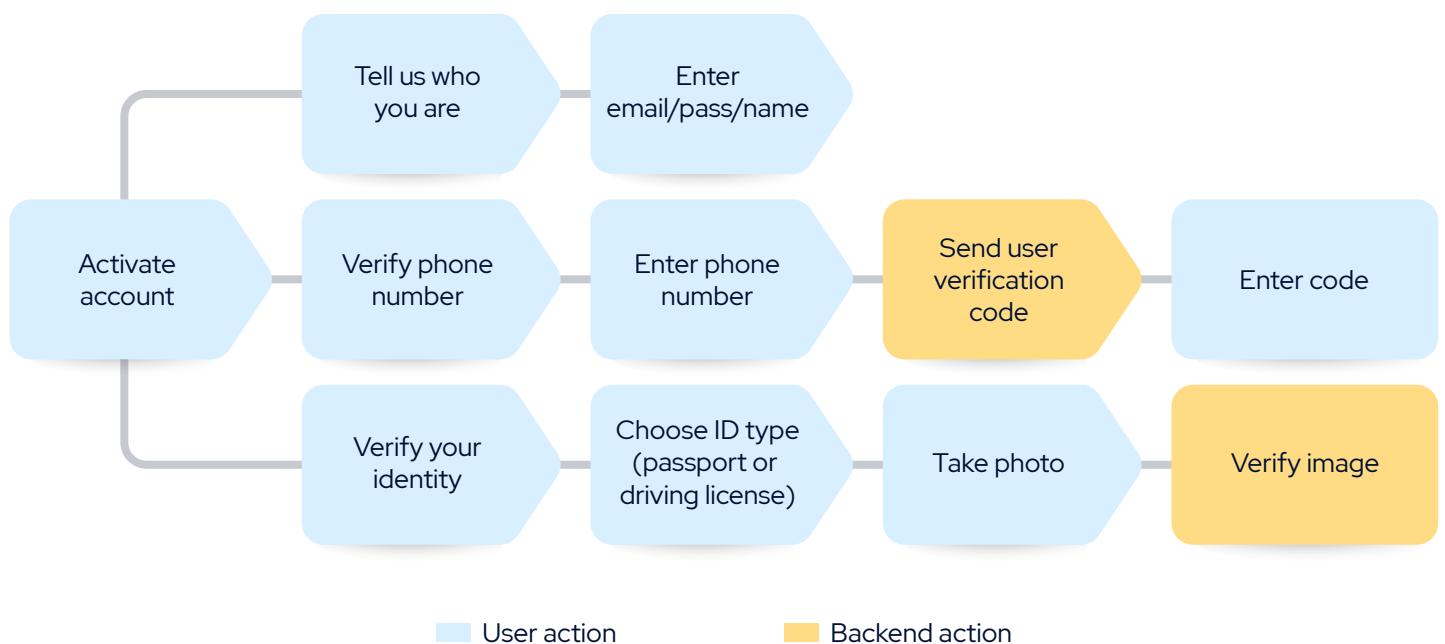 Tell us who
you are
Enter
email/pass/name
Activate
account
Verify phone
number
Enter phone
number
Send user
verification
code
Enter code
Verify your
identity
Choose ID type
(passport or
driving license)
Take photo
Verify image
User action
Backend action